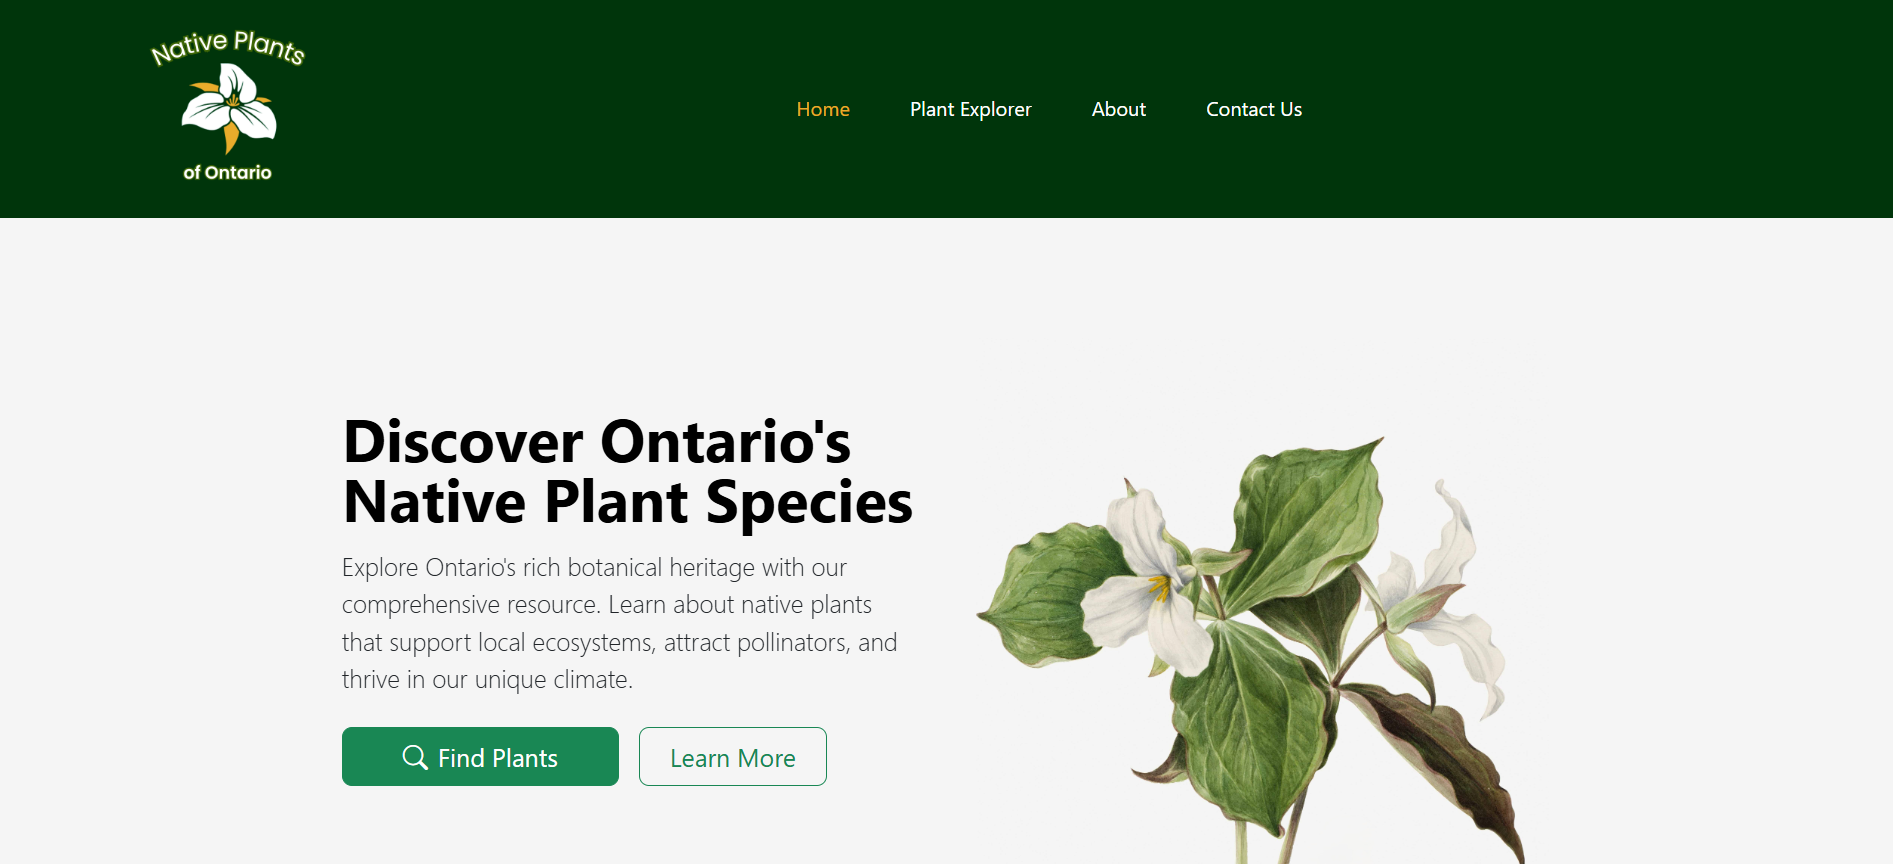 Native Plants
of Ontario
Home Plant Explorer About Contact Us
Discover Ontario's
Native Plant Species
Explore Ontario's rich botanical heritage with our
comprehensive resource. Learn about native plants
that support local ecosystems, attract pollinators, and
thrive in our unique climate.
Find Plants Learn More